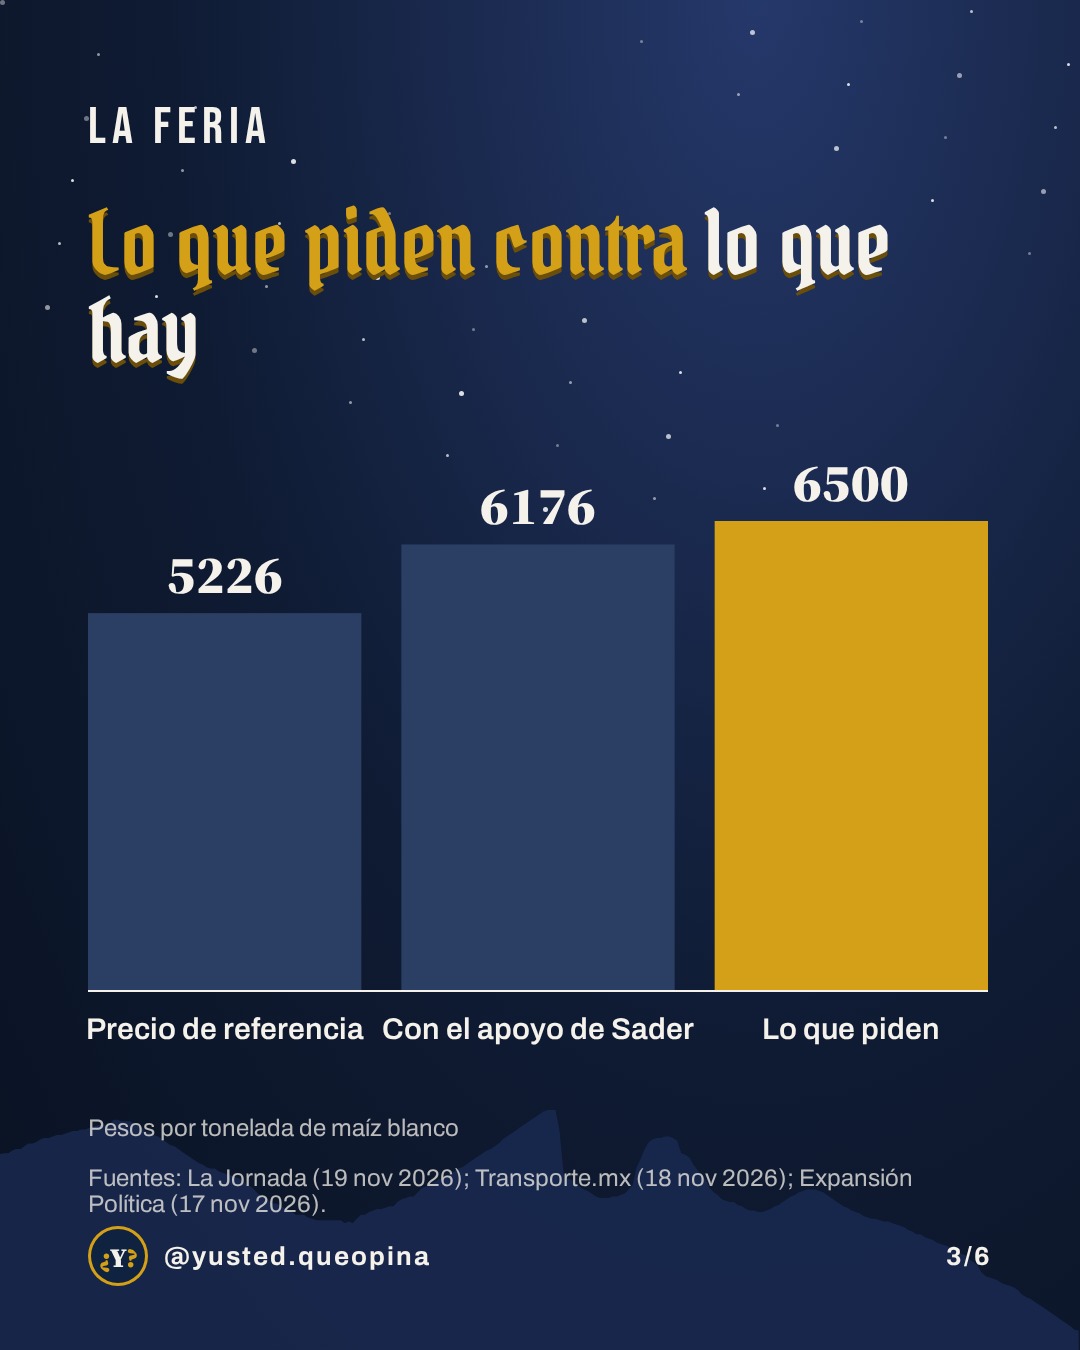 LA FERIA
Lo que piden contra lo que
hay
5226
6176
6500
Precio de referencia
Con el apoyo de Sader
Lo que piden
Pesos por tonelada de maíz blanco
Fuentes: La Jornada (19 nov 2026); Transporte.mx (18 nov 2026); Expansión
Política (17 nov 2026).
¿Y?
@yusted.queopina
3/6